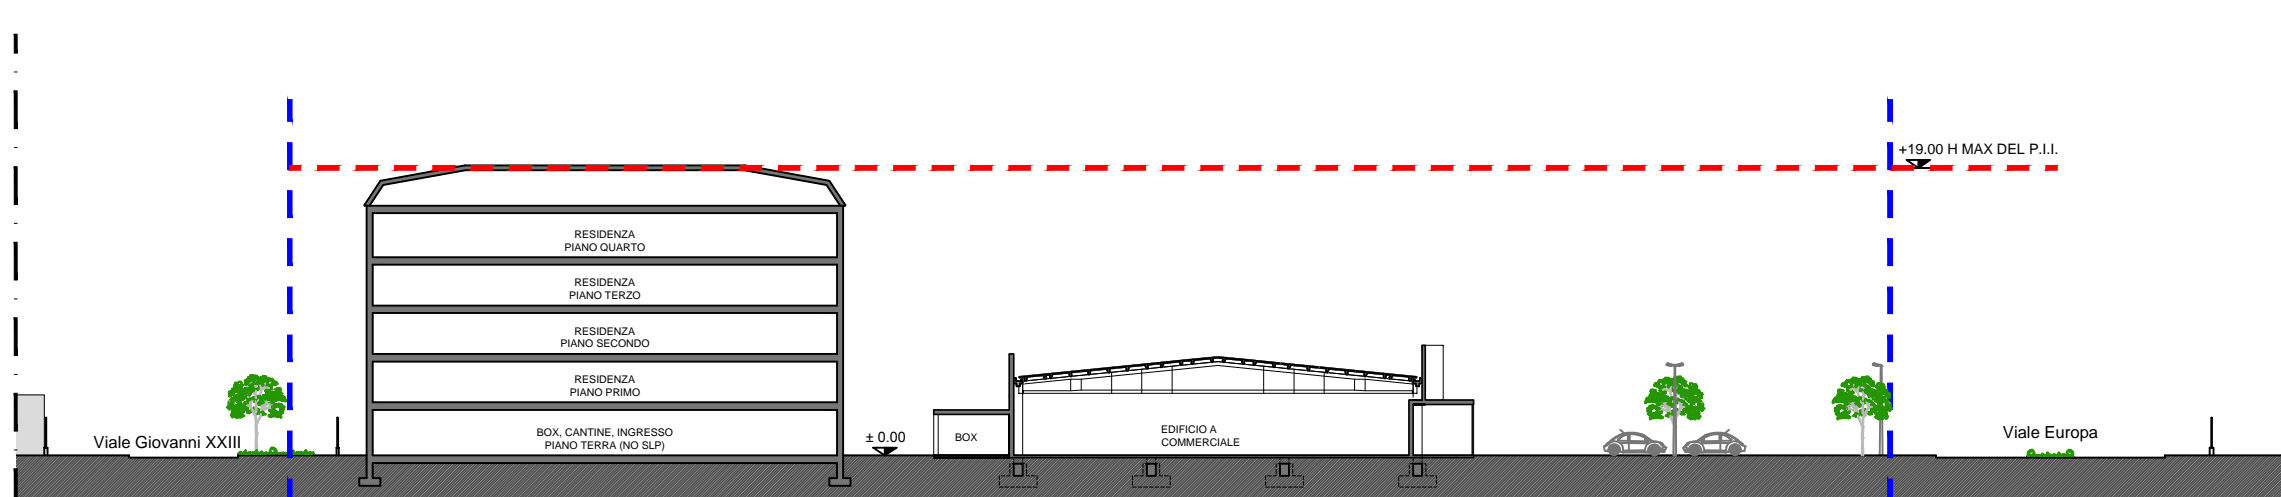 +19.00 H MAX DEL P.I.I.
RESIDENZA
PIANO QUARTO
RESIDENZA
PIANO TERZO
RESIDENZA
PIANO SECONDO
RESIDENZA
PIANO PRIMO
BOX, CANTINE, INGRESSO
PIANO TERRA (NO SLP)
Viale Giovanni XXIII
± 0.00
BOX
EDIFICIO A
COMMERCIALE
Viale Europa